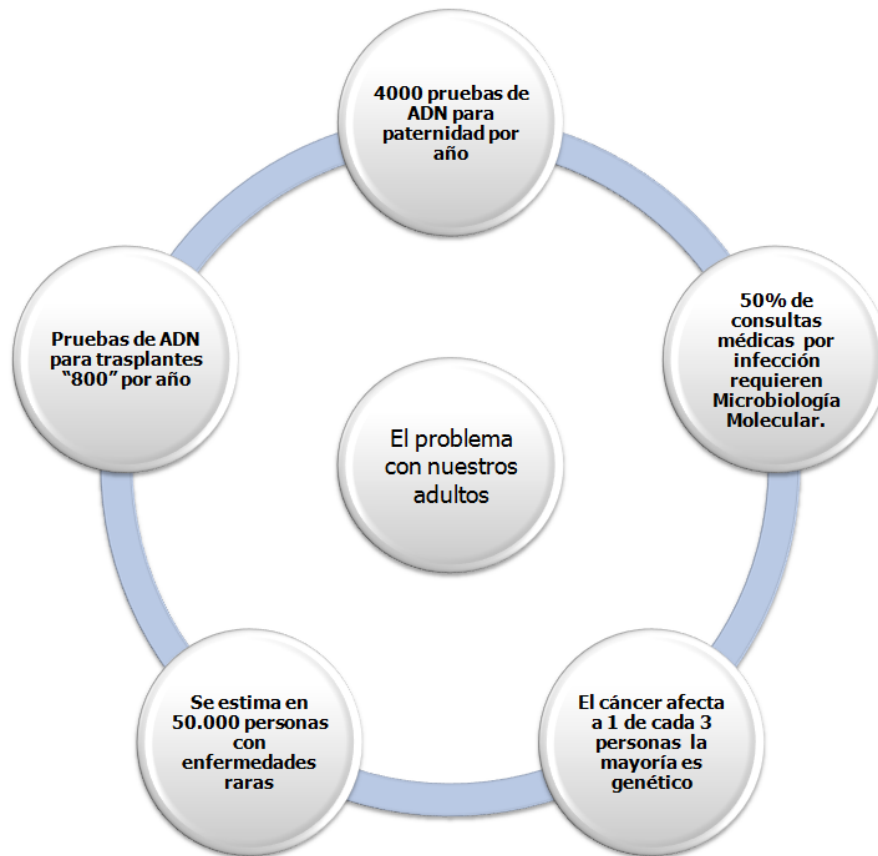 4000 pruebas de
ADN para
paternidad por
año
50% de
consultas
médicas por
infección
requieren
Microbiología
Molecular.
El cáncer afecta
a 1 de cada 3
personas la
mayoría es
genético
Se estima en
50.000 personas
con
enfermedades
raras
Pruebas de ADN
para trasplantes
“800” por año
El problema
con nuestros
adultos